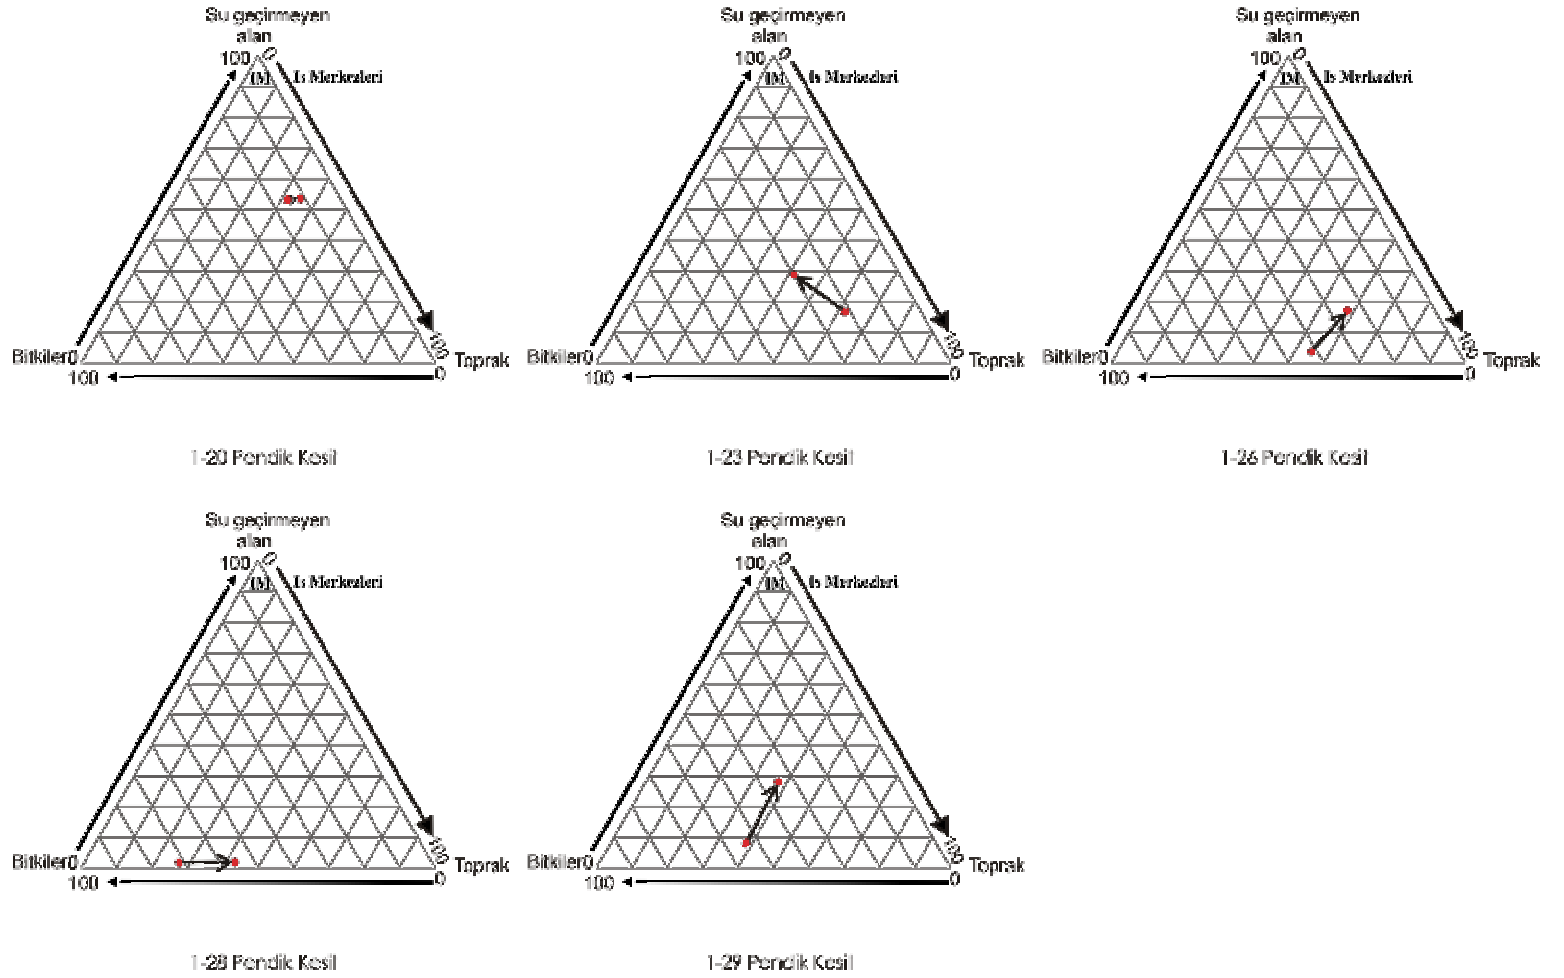 Su geçirmeyen
alan
100 0
İM İş Merkezleri
Bitkiler 0 100 Toprak
100 0
1-20 Pendik Kesit
Su geçirmeyen
alan
100 0
İM İş Merkezleri
Bitkiler 0 100 Toprak
100 0
1-23 Pendik Kesit
Su geçirmeyen
alan
100 0
İM İş Merkezleri
Bitkiler 0 100 Toprak
100 0
1-26 Pendik Kesit
Su geçirmeyen
alan
100 0
İM İş Merkezleri
Bitkiler 0 100 Toprak
100 0
1-28 Pendik Kesit
Su geçirmeyen
alan
100 0
İM İş Merkezleri
Bitkiler 0 100 Toprak
100 0
1-29 Pendik Kesit